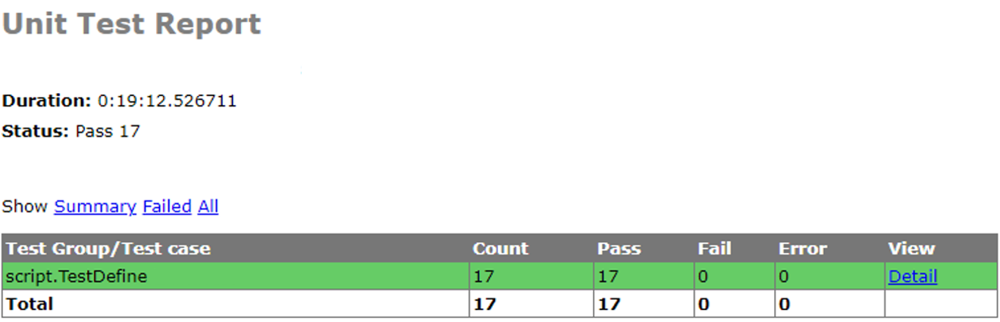 Unit Test Report
Duration: 0:19:12.526711
Status: Pass 17
Show Summary Failed All
Test Group/Test case Count Pass Fail Error View
script.TestDefine 17 17 0 0 Detail
Total 17 17 0 0